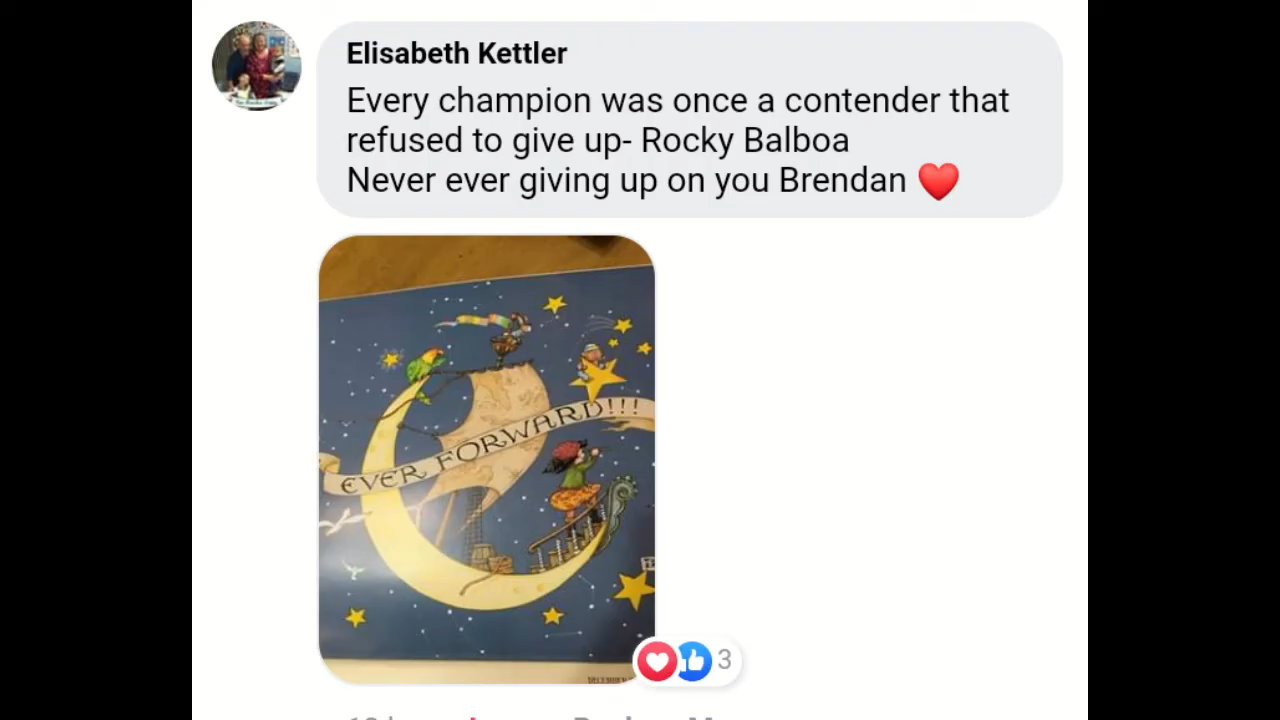 Elisabeth Kettler
Every champion was once a contender that
refused to give up- Rocky Balboa
Never ever giving up on you Brendan ❤️
EVER FORWARD!!!
3